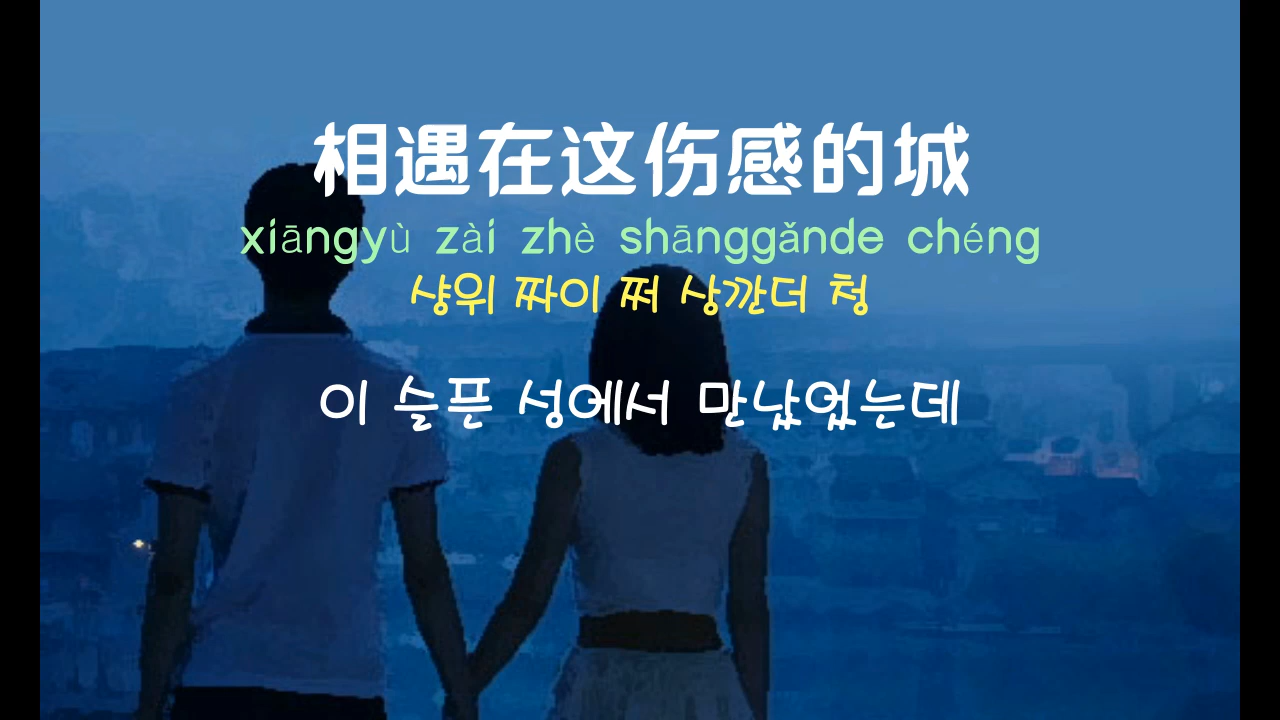 相遇在这伤感的城
xiāngyù zài zhè shānggǎnde chéng
샹위 짜이 쩌 상깐더 청
이 슬픈 성에서 만났었는데